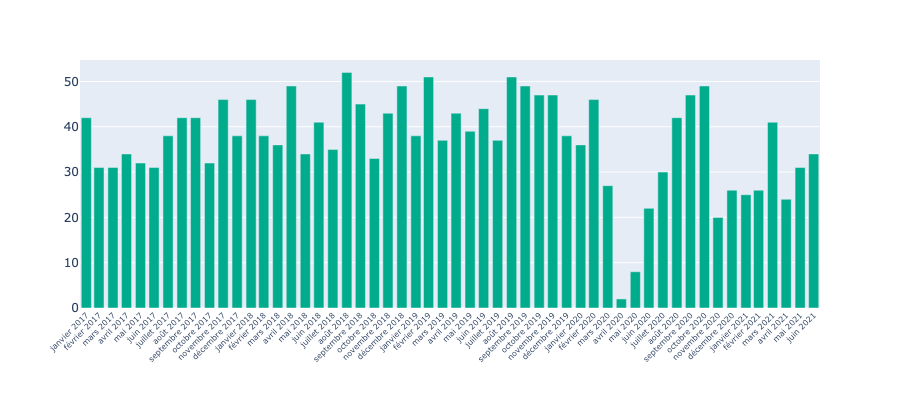 50
40
30
20
10
0
janvier 2017
février 2017
mars 2017
avril 2017
mai 2017
juin 2017
juillet 2017
août 2017
septembre 2017
octobre 2017
novembre 2017
décembre 2017
janvier 2018
février 2018
mars 2018
avril 2018
mai 2018
juin 2018
juillet 2018
août 2018
septembre 2018
octobre 2018
novembre 2018
décembre 2018
janvier 2019
février 2019
mars 2019
avril 2019
mai 2019
juin 2019
juillet 2019
août 2019
septembre 2019
octobre 2019
novembre 2019
décembre 2019
janvier 2020
février 2020
mars 2020
avril 2020
mai 2020
juin 2020
juillet 2020
août 2020
septembre 2020
octobre 2020
novembre 2020
décembre 2020
janvier 2021
février 2021
mars 2021
avril 2021
mai 2021
juin 2021